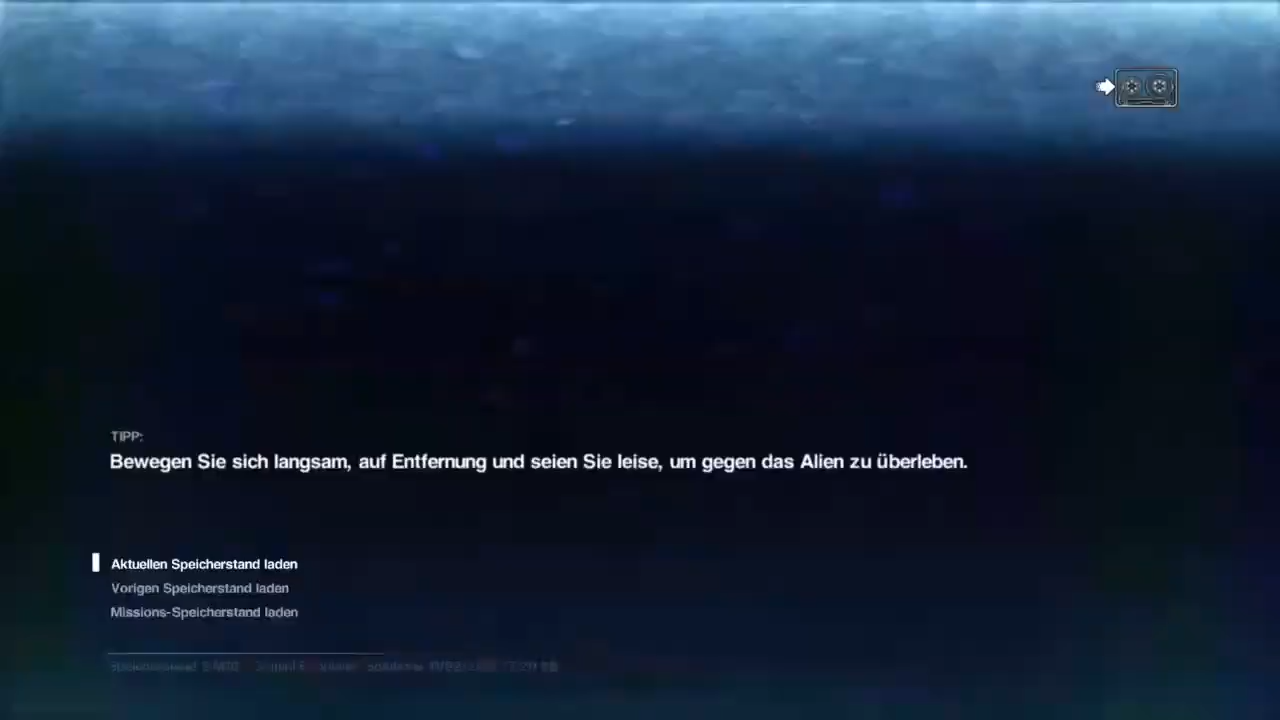 TIPP:
Bewegen Sie sich langsam, auf Entfernung und seien Sie leise, um gegen das Alien zu überleben.
Aktuellen Speicherstand laden
Vorigen Speicherstand laden
Missions-Speicherstand laden